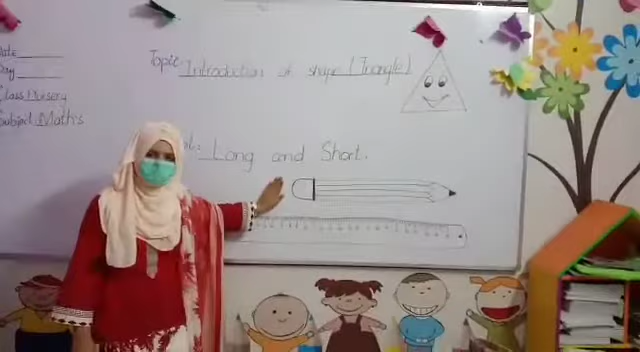 Date
Day
Class Nursery
Subject Maths
Topic Introduction of shape (Triangle)
Long and Short.